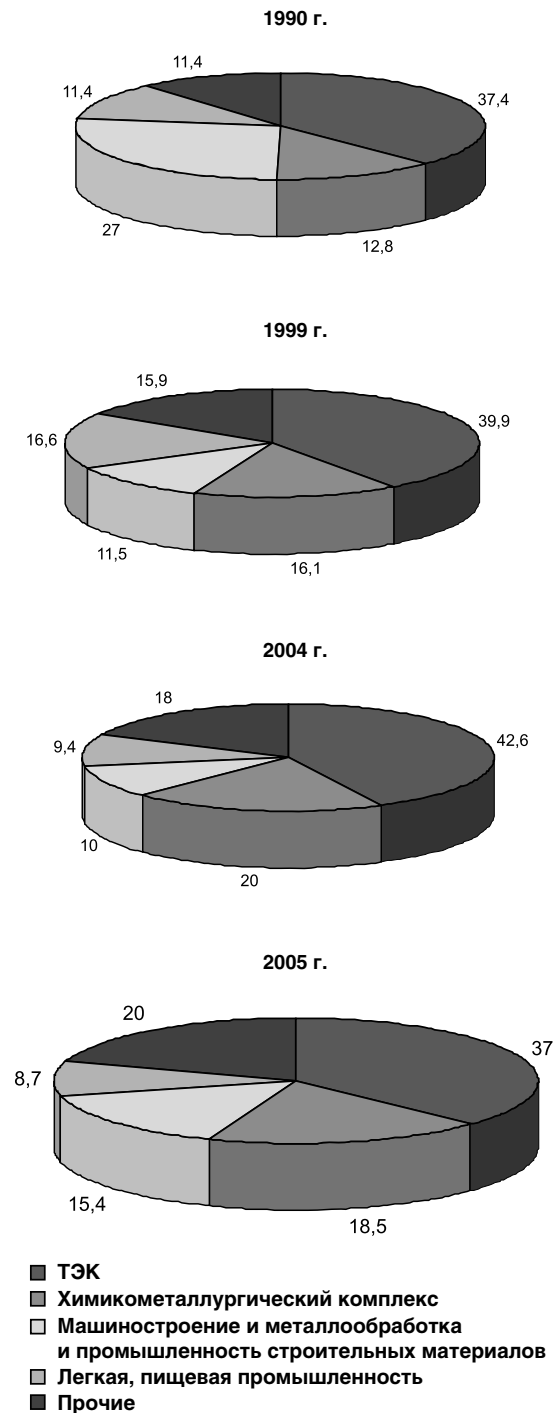 1990 г.
11,4
11,4
37,4
27
12,8
1999 г.
15,9
16,6
39,9
11,5
16,1
2004 г.
18
9,4
42,6
10
20
2005 г.
20
8,7
37
15,4
18,5
ТЭК
Химикометаллургический комплекс
Машиностроение и металлообработка
и промышленность строительных материалов
Легкая, пищевая промышленность
Прочие